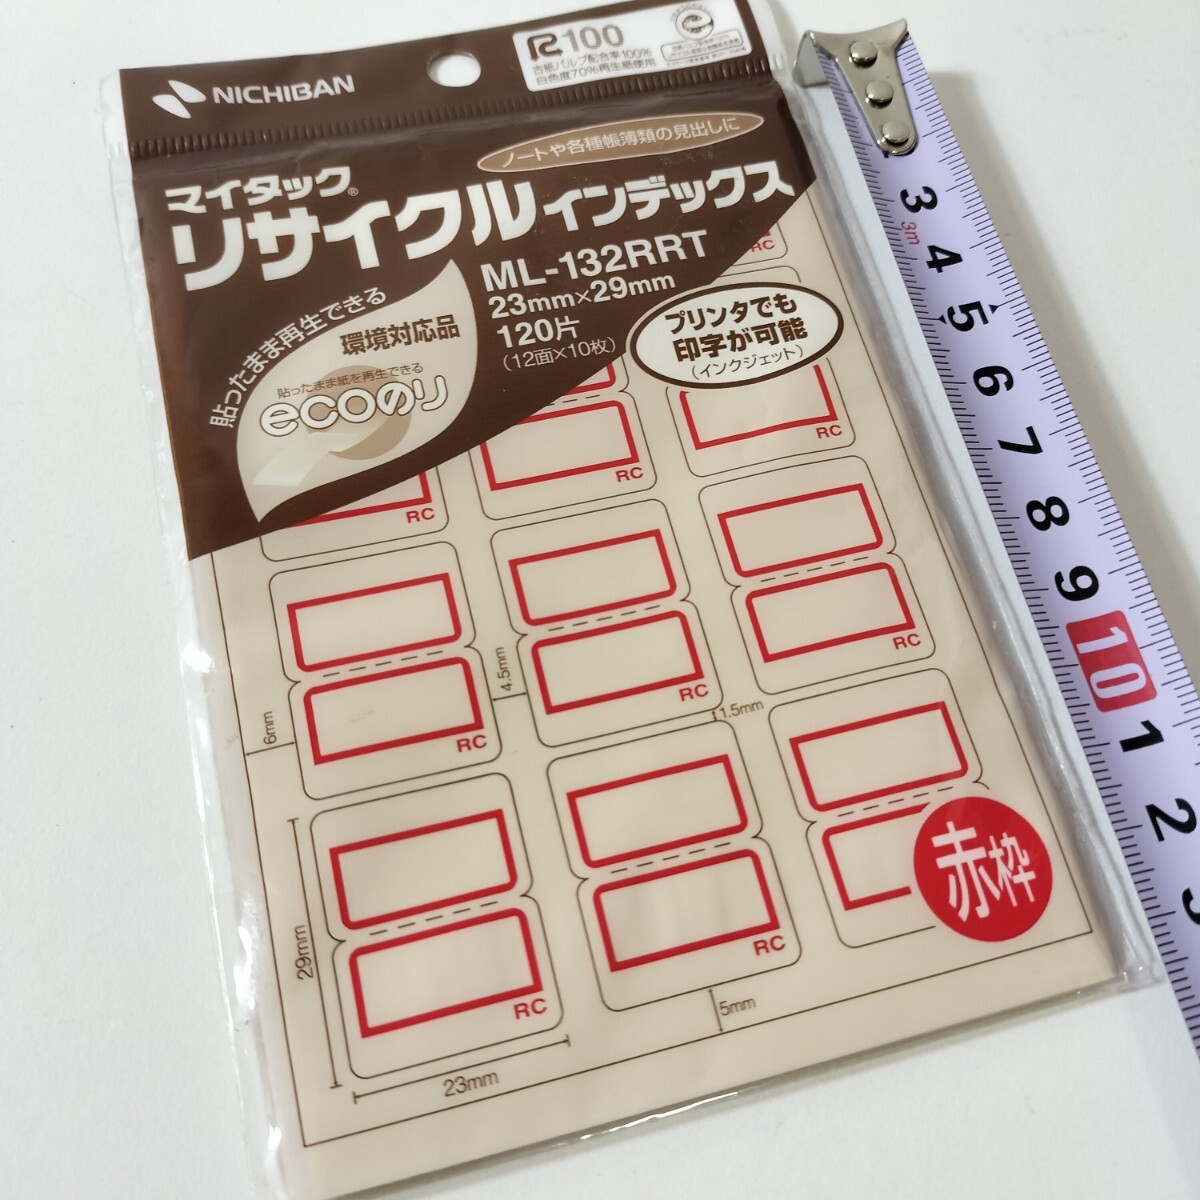 NICHIBAN
R100
古紙パルプ配合率100%
白色度70%再生紙使用
ノートや各種帳簿類の見出しに
マイタック®
リサイクルインデックス
ML-132RRT
23mm×29mm
120片
(12面×10枚)
プリンタでも
印字が可能
(インクジェット)
貼ったまま再生できる
環境対応品
貼ったまま紙を再生できる
ecoのり
RC
RC
RC
RC
RC
RC
RC
4.5mm
1.5mm
6mm
RC
RC
RC
29mm
23mm
5mm
赤枠
3
3m
4
5
6
7
8
9
10
1
2
3